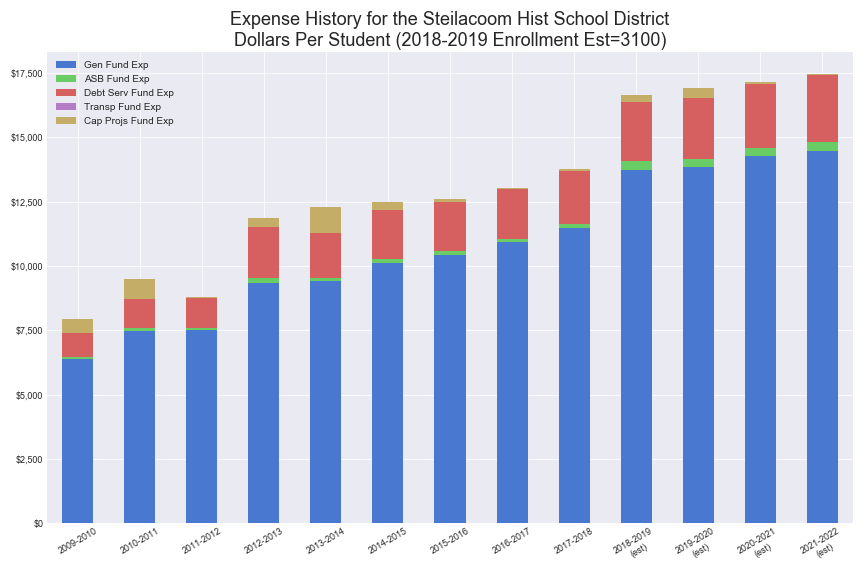 Expense History for the Steilacoom Hist School District
Dollars Per Student (2018-2019 Enrollment Est=3100)
Gen Fund Exp
ASB Fund Exp
Debt Serv Fund Exp
Transp Fund Exp
Cap Projs Fund Exp
$17,500
$15,000
$12,500
$10,000
$7,500
$5,000
$2,500
$0
2009-2010
2010-2011
2011-2012
2012-2013
2013-2014
2014-2015
2015-2016
2016-2017
2017-2018
2018-2019
(est)
2019-2020
(est)
2020-2021
(est)
2021-2022
(est)